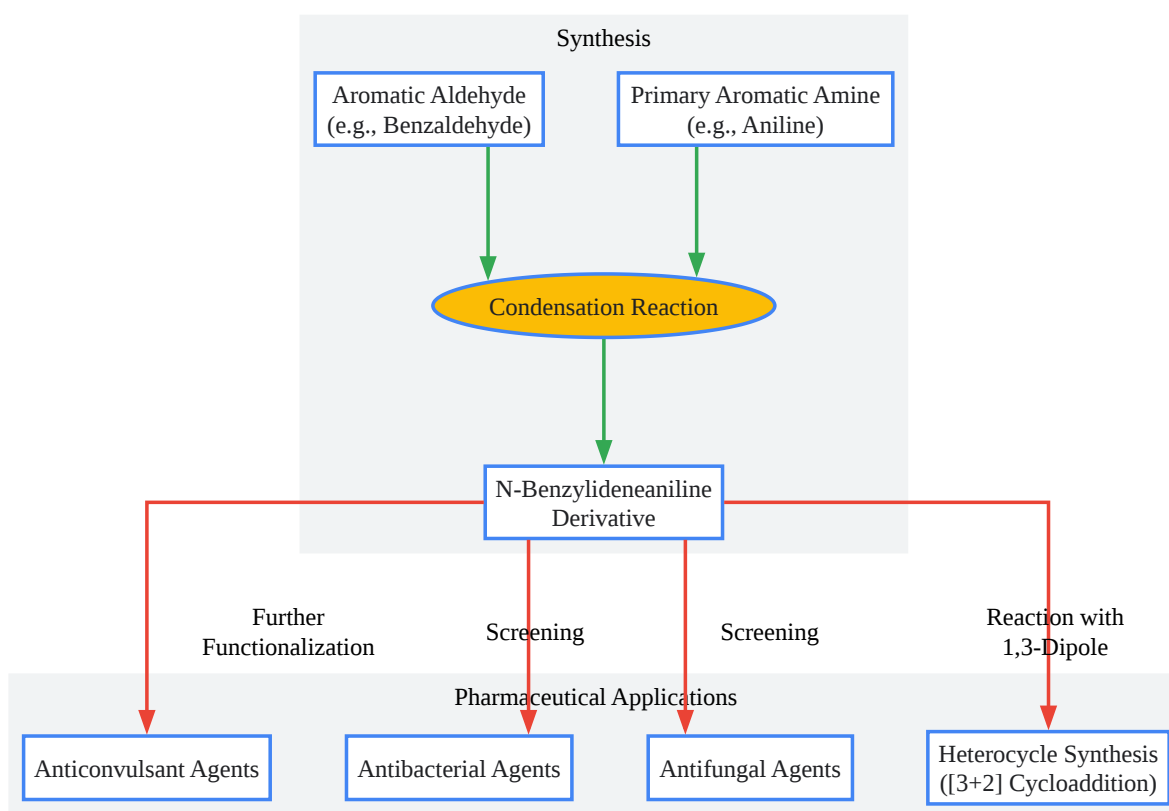 Synthesis
Aromatic Aldehyde
(e.g., Benzaldehyde)
Primary Aromatic Amine
(e.g., Aniline)
Condensation Reaction
N-Benzylideneaniline
Derivative
Further
Functionalization
Screening
Screening
Reaction with
1,3-Dipole
Pharmaceutical Applications
Anticonvulsant Agents
Antibacterial Agents
Antifungal Agents
Heterocycle Synthesis
([3+2] Cycloaddition)